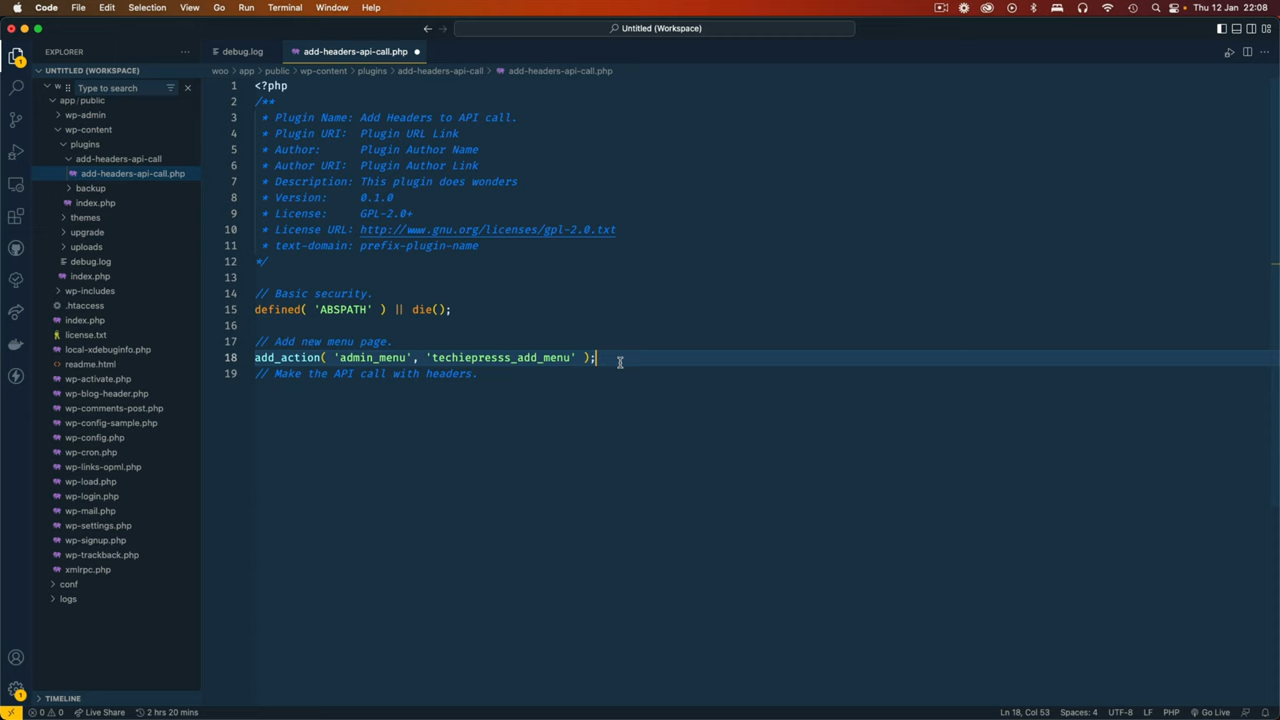 Code File Edit Selection View Go Run Terminal Window Help Thu 12 Jan 22:08
Untitled (Workspace)
EXPLORER
debug.log
add-headers-api-call.php
UNTITLED (WORKSPACE)
woo > app > public > wp-content > plugins > add-headers-api-call > add-headers-api-call.php
W
Type to search
app / public
wp-admin
wp-content
plugins
add-headers-api-call
add-headers-api-call.php
backup
index.php
themes
upgrade
uploads
debug.log
index.php
wp-includes
.htaccess
index.php
license.txt
local-xdebuginfo.php
readme.html
wp-activate.php
wp-blog-header.php
wp-comments-post.php
wp-config-sample.php
wp-config.php
wp-cron.php
wp-links-opml.php
wp-load.php
wp-login.php
wp-mail.php
wp-settings.php
wp-signup.php
wp-trackback.php
xmlrpc.php
conf
logs
TIMELINE
1 <?php
2 /**
3 * Plugin Name: Add Headers to API call.
4 * Plugin URI: Plugin URL Link
5 * Author: Plugin Author Name
6 * Author URI: Plugin Author Link
7 * Description: This plugin does wonders
8 * Version: 0.1.0
9 * License: GPL-2.0+
10 * License URL: http://www.gnu.org/licenses/gpl-2.0.txt
11 * text-domain: prefix-plugin-name
12 */
13
14 // Basic security.
15 defined( 'ABSPATH' ) || die();
16
17 // Add new menu page.
18 add_action( 'admin_menu', 'techiepresss_add_menu' );
19 // Make the API call with headers.
1
1
0 0 Live Share 2 hrs 20 mins Ln 18, Col 53 Spaces: 4 UTF-8 LF PHP Go Live